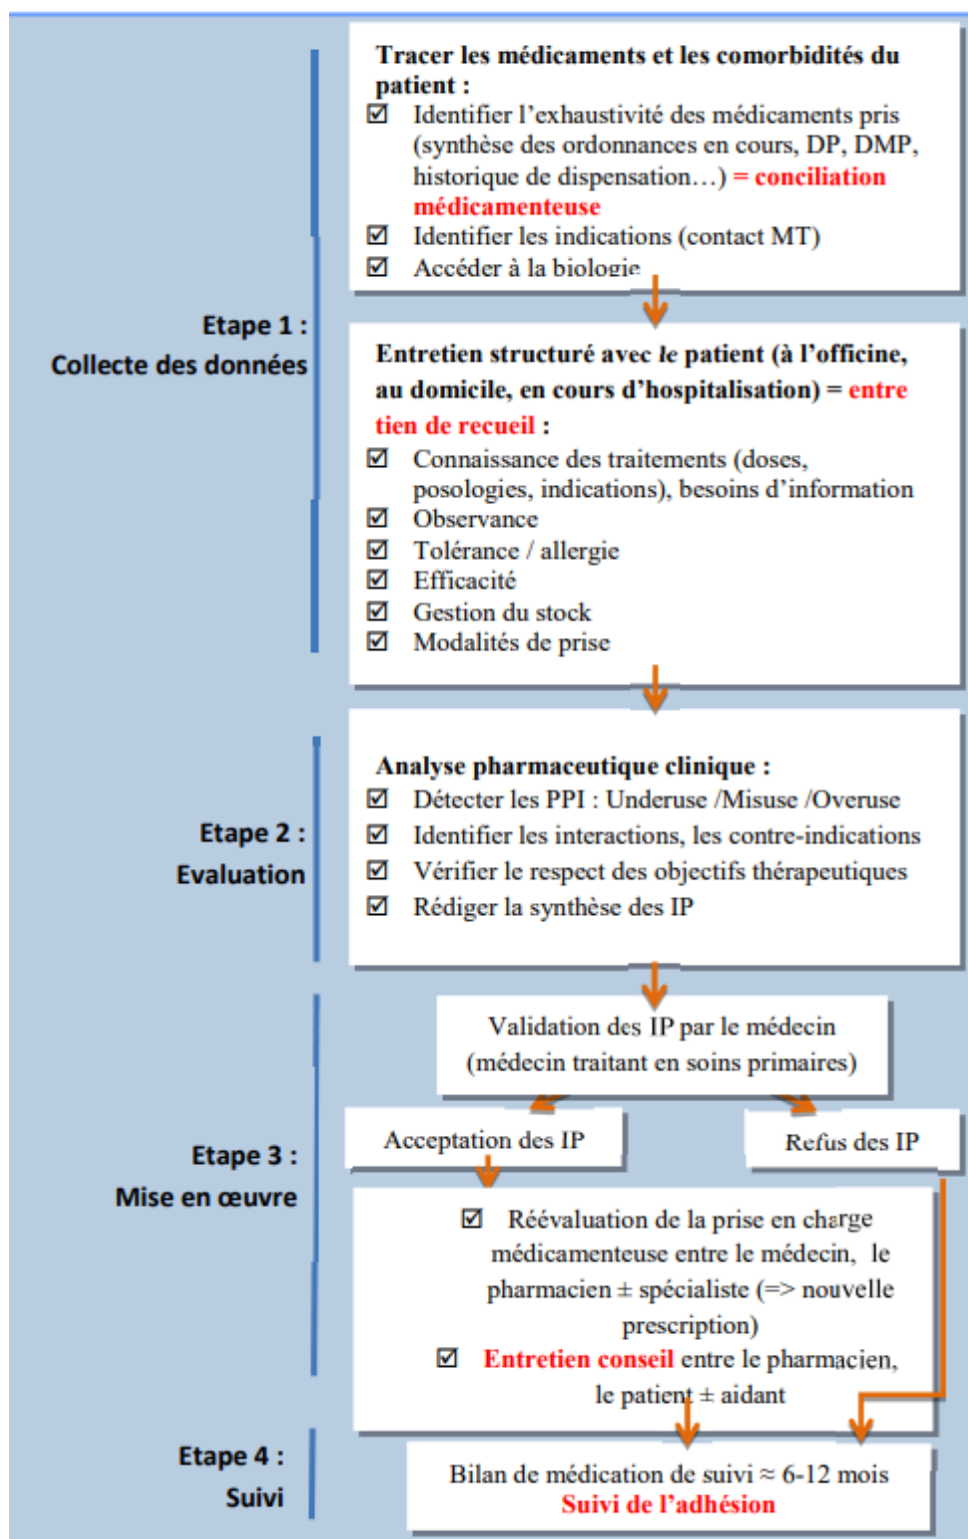 Tracer les médicaments et les comorbidités du
patient :
☑ Identifier l’exhaustivité des médicaments pris
(synthèse des ordonnances en cours, DP, DMP,
historique de dispensation…) = conciliation
médicamenteuse
☑ Identifier les indications (contact MT)
☑ Accéder à la biologie
Etape 1 :
Collecte des données
Entretien structuré avec le patient (à l’officine,
au domicile, en cours d’hospitalisation) = entre
tien de recueil :
☑ Connaissance des traitements (doses,
posologies, indications), besoins d’information
☑ Observance
☑ Tolérance / allergie
☑ Efficacité
☑ Gestion du stock
☑ Modalités de prise
Etape 2 :
Evaluation
Analyse pharmaceutique clinique :
☑ Détecter les PPI : Underuse /Misuse /Overuse
☑ Identifier les interactions, les contre-indications
☑ Vérifier le respect des objectifs thérapeutiques
☑ Rédiger la synthèse des IP
Etape 3 :
Mise en œuvre
Validation des IP par le médecin
(médecin traitant en soins primaires)
Acceptation des IP
Refus des IP
☑ Réévaluation de la prise en charge
médicamenteuse entre le médecin, le
pharmacien ± spécialiste (=> nouvelle
prescription)
☑ Entretien conseil entre le pharmacien,
le patient ± aidant
Etape 4 :
Suivi
Bilan de médication de suivi ≈ 6-12 mois
Suivi de l’adhésion